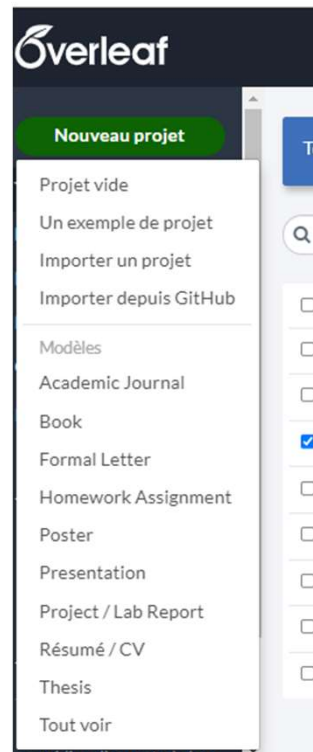 Overleaf
Nouveau projet
Projet vide
Un exemple de projet
Importer un projet
Importer depuis GitHub
Modèles
Academic Journal
Book
Formal Letter
Homework Assignment
Poster
Presentation
Project / Lab Report
Résumé / CV
Thesis
Tout voir